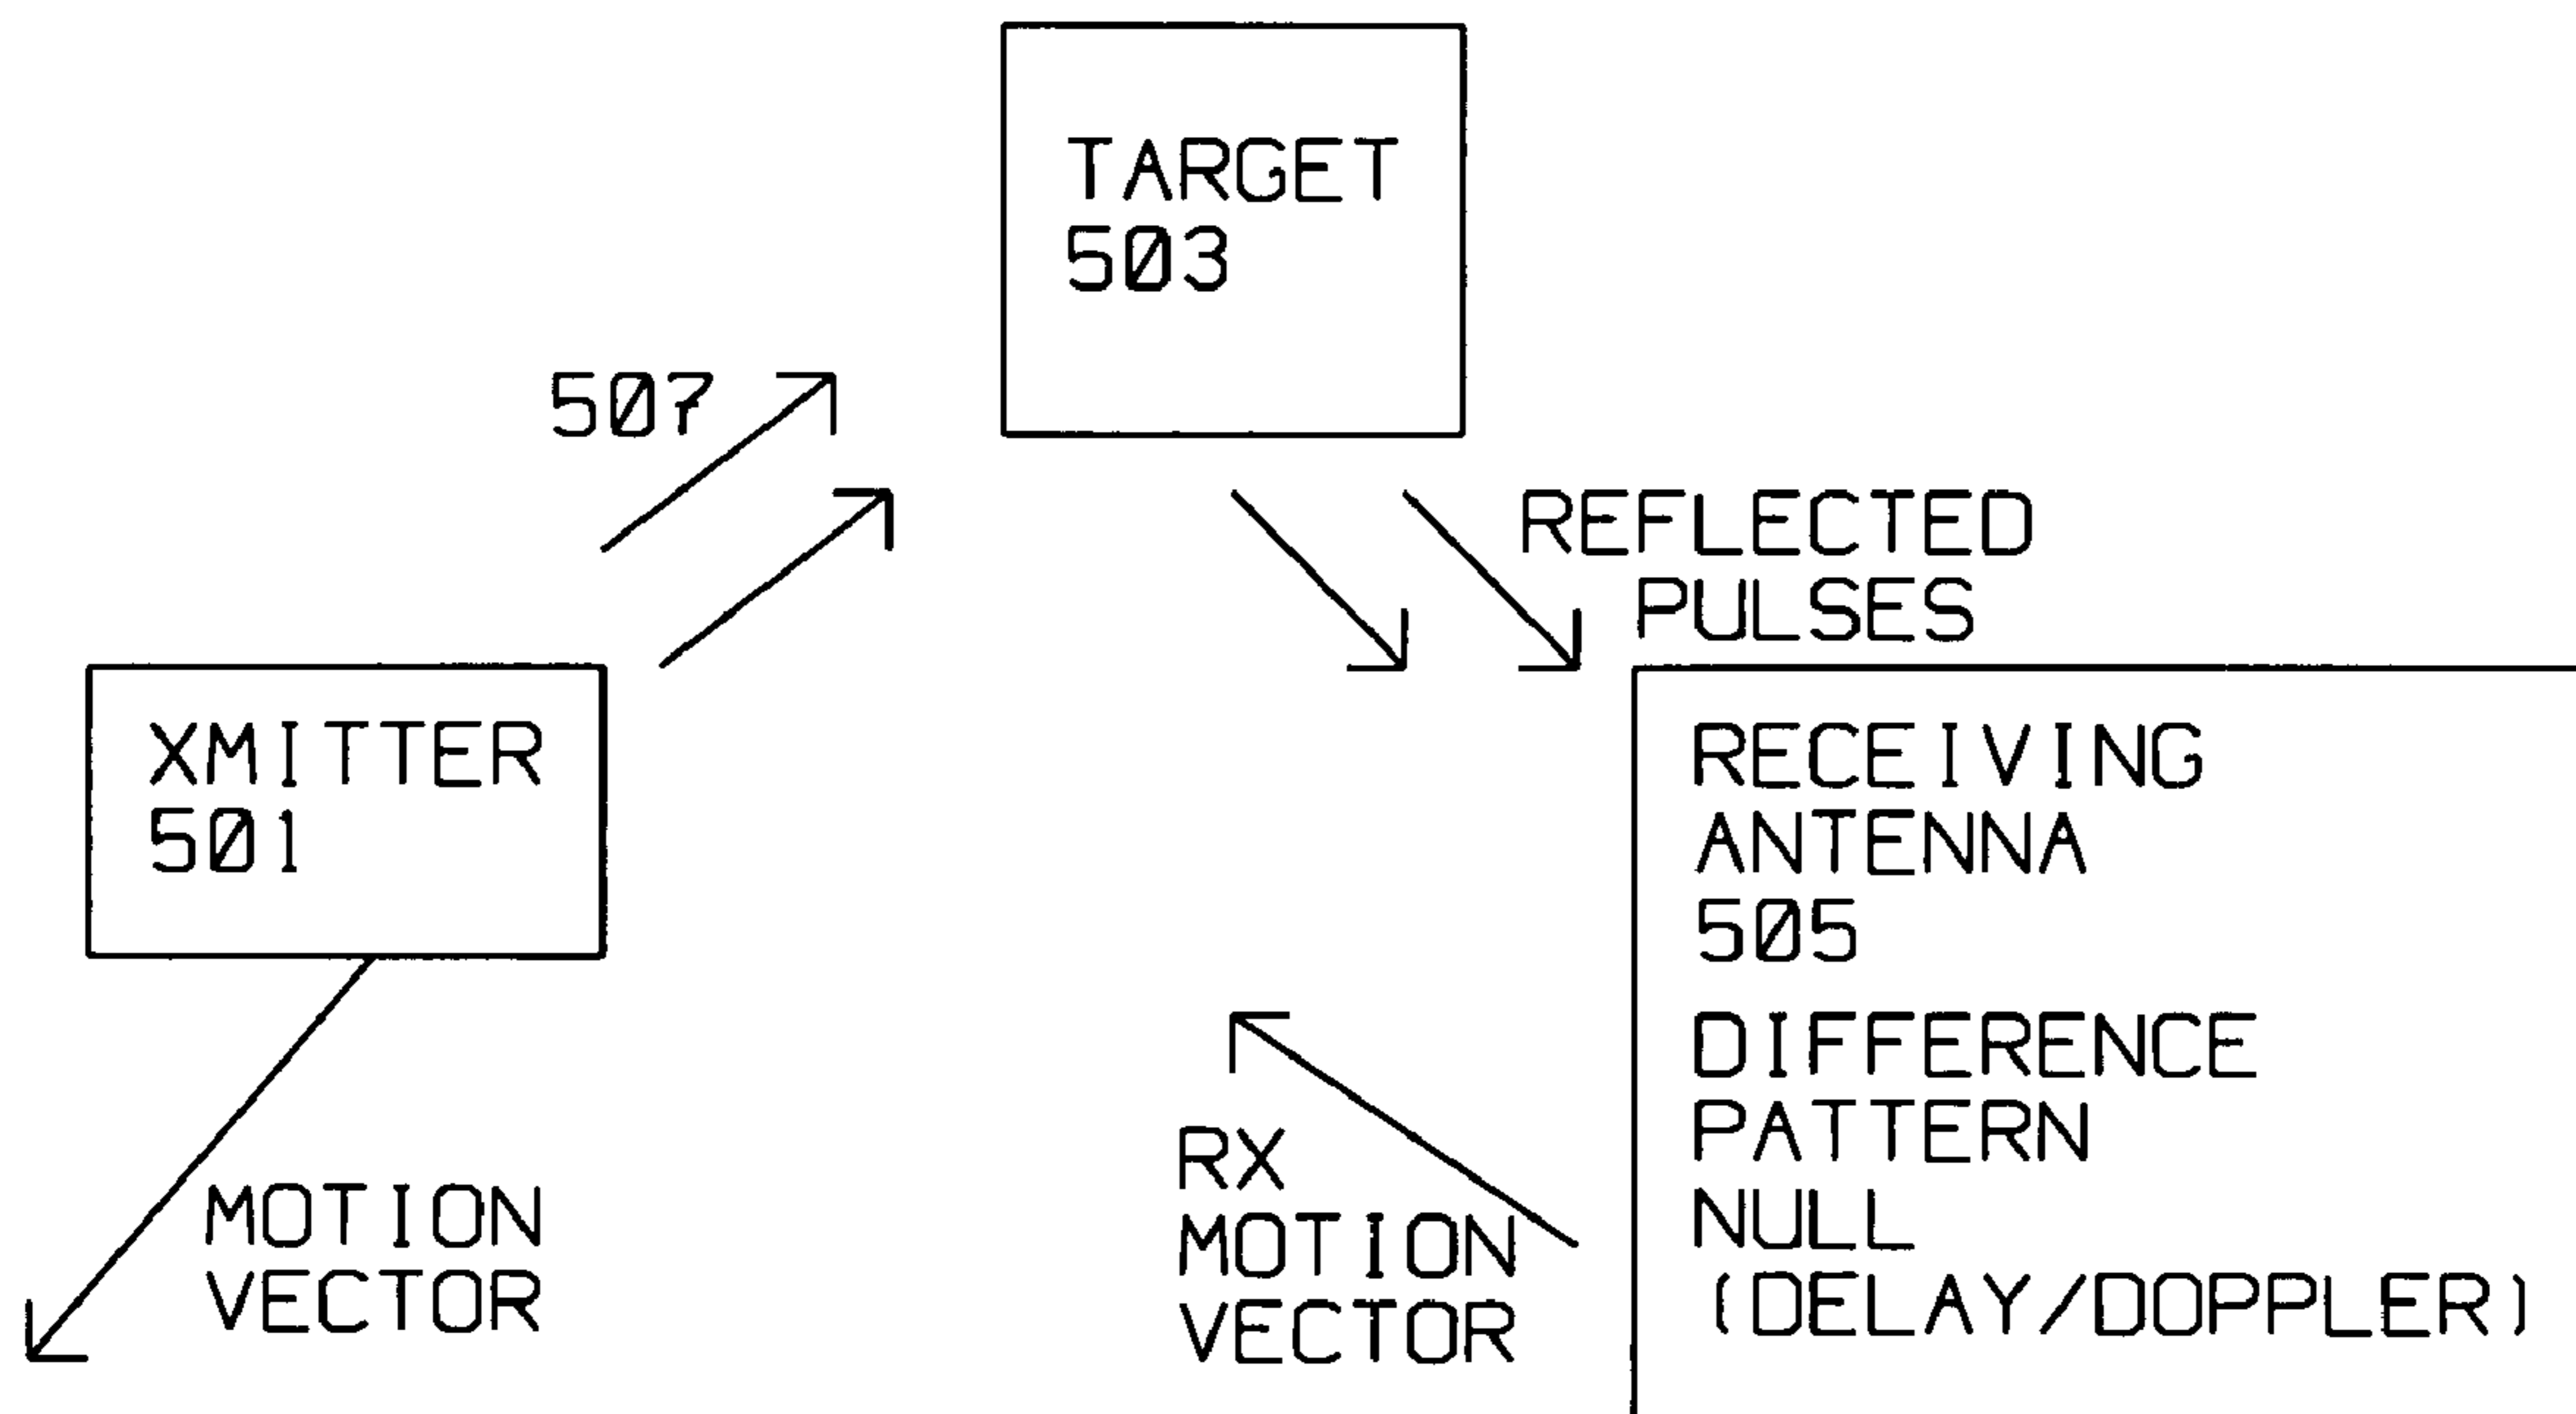 TARGET
503
507
REFLECTED
PULSES
XMITTER
501
RECEIVING
ANTENNA
505
DIFFERENCE
PATTERN
NULL
(DELAY/DOPPLER)
RX
MOTION
VECTOR
MOTION
VECTOR